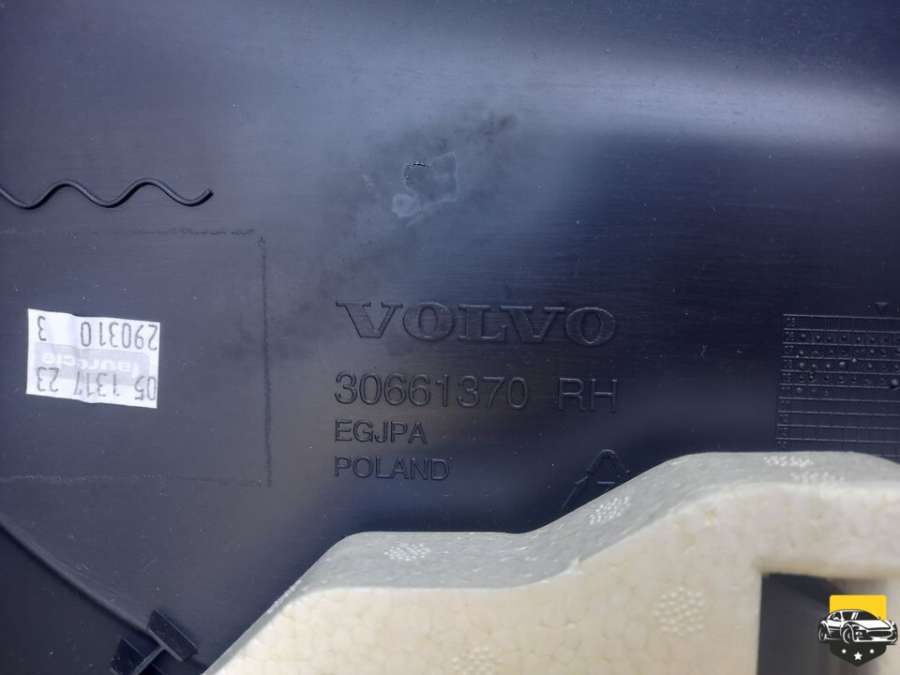 VOLVO
30661370 RH
EGJPA
POLAND
290310 3
faurecia
05 1317 23